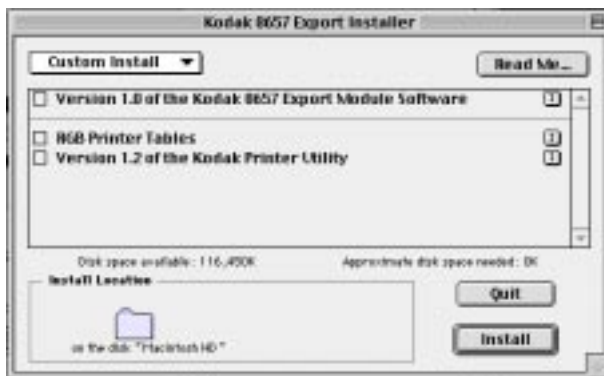 Kodak 8657 Export Installer
Custom Install
Read Me...
Version 1.0 of the Kodak 8657 Export Module Software
RGB Printer Tables
Version 1.2 of the Kodak Printer Utility
Disk space available: 116,450K
Approximate disk space needed: 0K
Install Location
on the disk "Macintosh HD"
Quit
Install